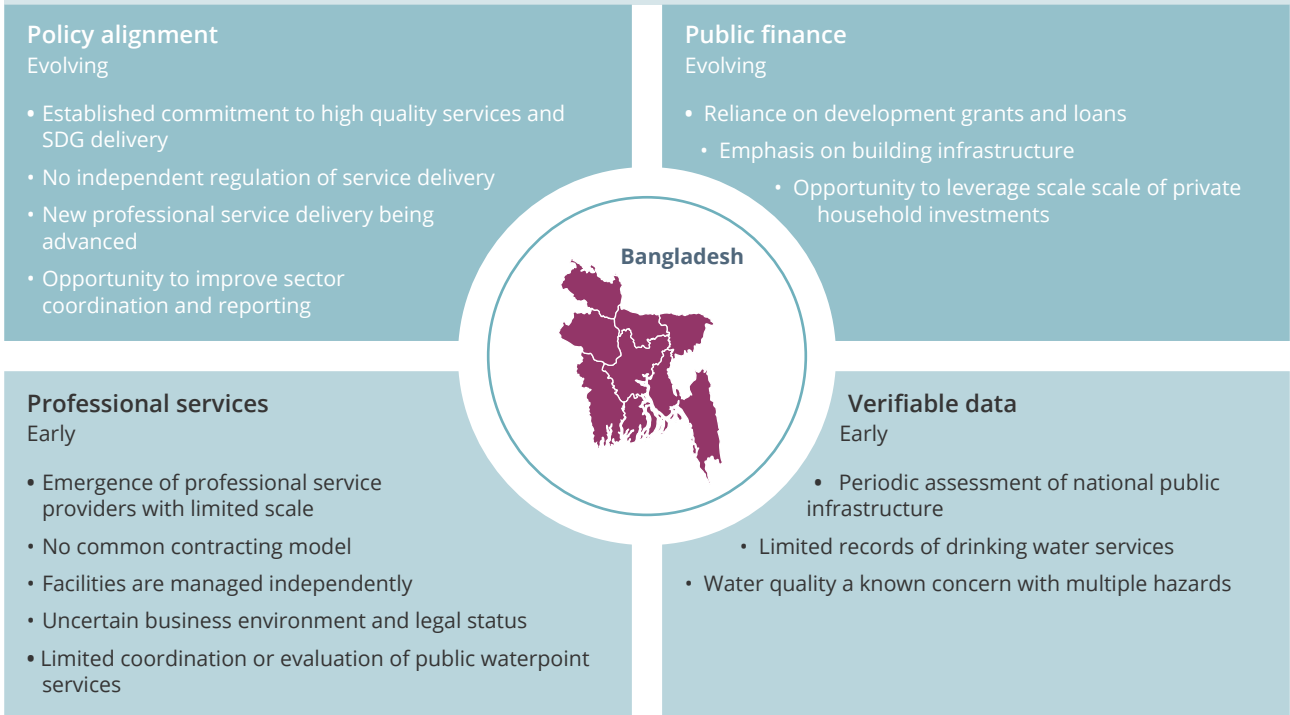 Policy alignment
Evolving
• Established commitment to high quality services and
SDG delivery
• No independent regulation of service delivery
• New professional service delivery being
advanced
• Opportunity to improve sector
coordination and reporting
Public finance
Evolving
• Reliance on development grants and loans
• Emphasis on building infrastructure
• Opportunity to leverage scale scale of private
household investments
Bangladesh
Professional services
Early
• Emergence of professional service
providers with limited scale
• No common contracting model
• Facilities are managed independently
• Uncertain business environment and legal status
• Limited coordination or evaluation of public waterpoint
services
Verifiable data
Early
• Periodic assessment of national public
infrastructure
• Limited records of drinking water services
• Water quality a known concern with multiple hazards